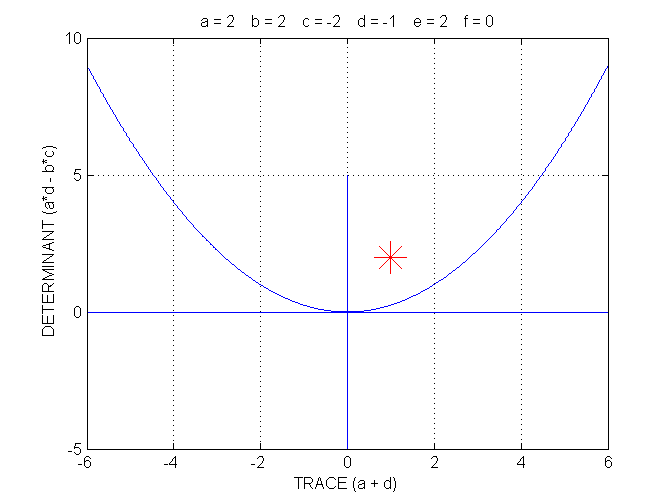 a = 2 b = 2 c = -2 d = -1 e = 2 f = 0
10
5
0
-5
DETERMINANT (a*d - b*c)
-6 -4 -2 0 2 4 6
TRACE (a + d)